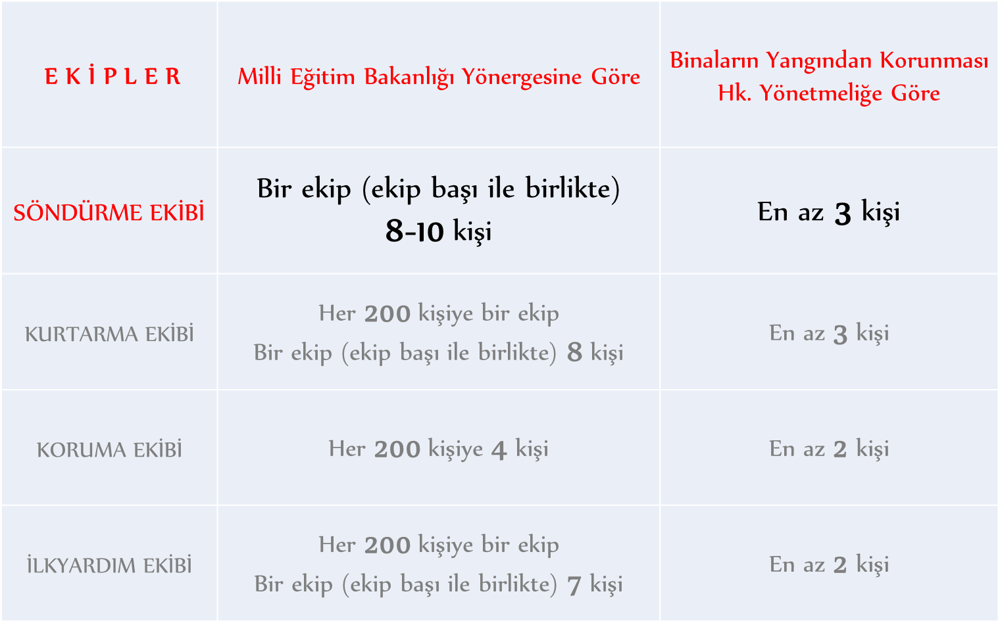 E K İ P L E R
Milli Eğitim Bakanlığı Yönergesine Göre
Binaların Yangından Korunması
Hk. Yönetmeliğe Göre
SÖNDÜRME EKİBİ
Bir ekip (ekip başı ile birlikte)
8-10 kişi
En az 3 kişi
KURTARMA EKİBİ
Her 200 kişiye bir ekip
Bir ekip (ekip başı ile birlikte) 8 kişi
En az 3 kişi
KORUMA EKİBİ
Her 200 kişiye 4 kişi
En az 2 kişi
İLKYARDIM EKİBİ
Her 200 kişiye bir ekip
Bir ekip (ekip başı ile birlikte) 7 kişi
En az 2 kişi